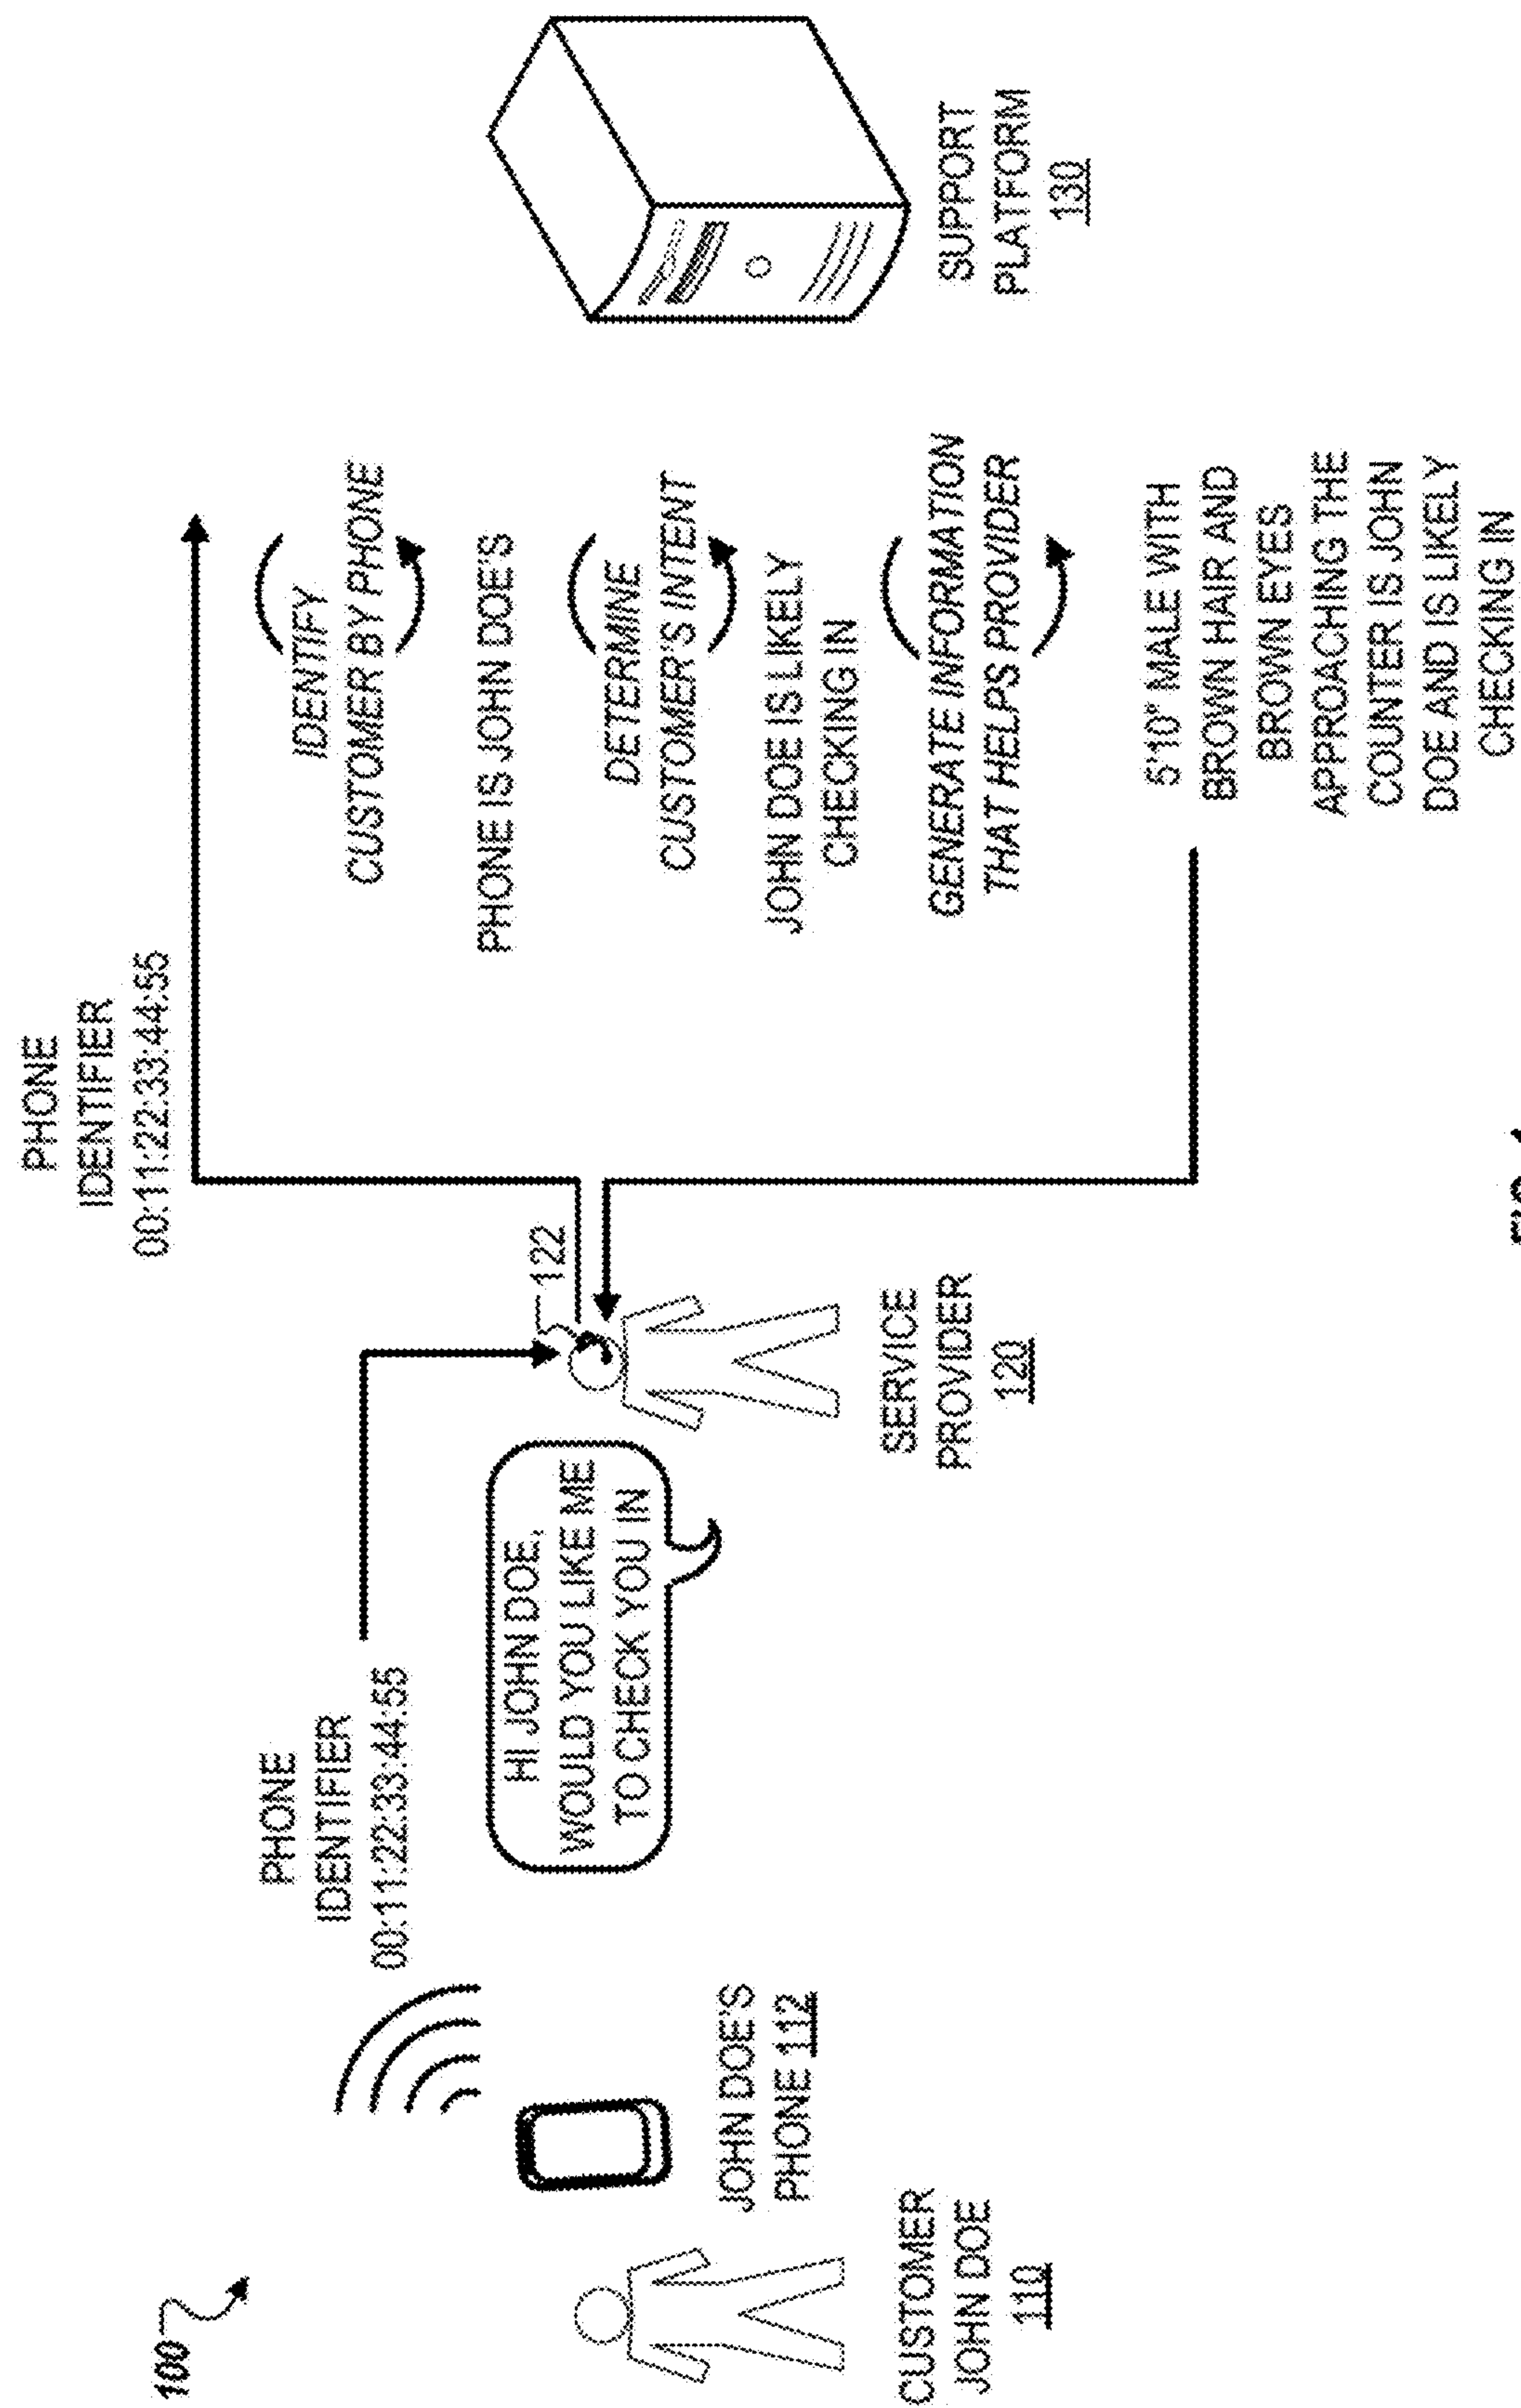 100
PHONE
IDENTIFIER
00:11:22:33:44:55
PHONE
IDENTIFIER
00:11:22:33:44:55
HI JOHN DOE,
WOULD YOU LIKE ME
TO CHECK YOU IN
122
JOHN DOE'S
PHONE 112
CUSTOMER
JOHN DOE
110
SERVICE
PROVIDER
120
IDENTIFY
CUSTOMER BY PHONE
PHONE IS JOHN DOE'S
DETERMINE
CUSTOMER'S INTENT
JOHN DOE IS LIKELY
CHECKING IN
GENERATE INFORMATION
THAT HELPS PROVIDER
5'10" MALE WITH
BROWN HAIR AND
BROWN EYES
APPROACHING THE
COUNTER IS JOHN
DOE AND IS LIKELY
CHECKING IN
SUPPORT
PLATFORM
130